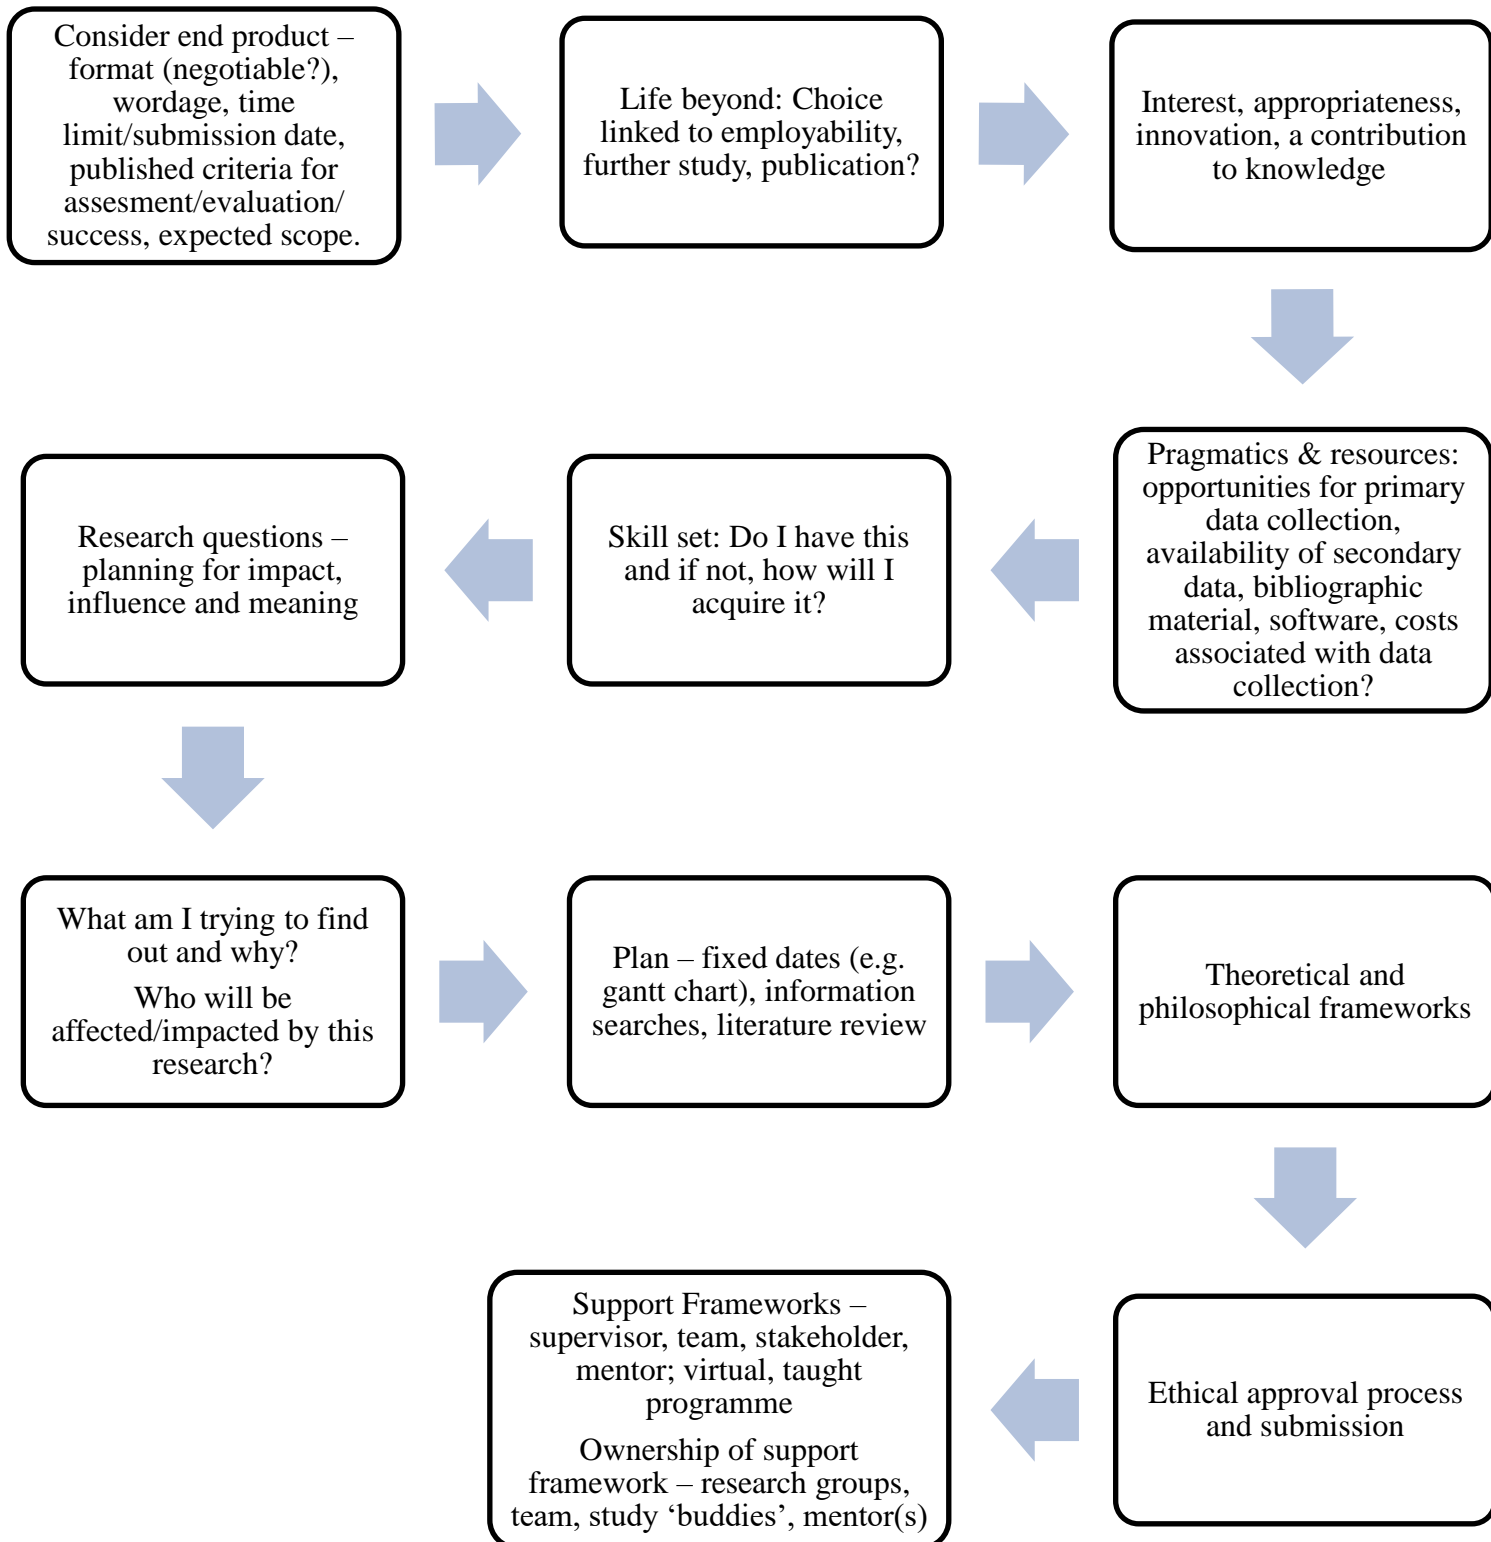 Consider end product –
format (negotiable?),
wordage, time
limit/submission date,
published criteria for
assesment/evaluation/
success, expected scope.
Life beyond: Choice
linked to employability,
further study, publication?
Interest, appropriateness,
innovation, a contribution
to knowledge
Pragmatics & resources:
opportunities for primary
data collection,
availability of secondary
data, bibliographic
material, software, costs
associated with data
collection?
Skill set: Do I have this
and if not, how will I
acquire it?
Research questions –
planning for impact,
influence and meaning
What am I trying to find
out and why?
Who will be
affected/impacted by this
research?
Plan – fixed dates (e.g.
gantt chart), information
searches, literature review
Theoretical and
philosophical frameworks
Ethical approval process
and submission
Support Frameworks –
supervisor, team, stakeholder,
mentor; virtual, taught
programme
Ownership of support
framework – research groups,
team, study ‘buddies’, mentor(s)